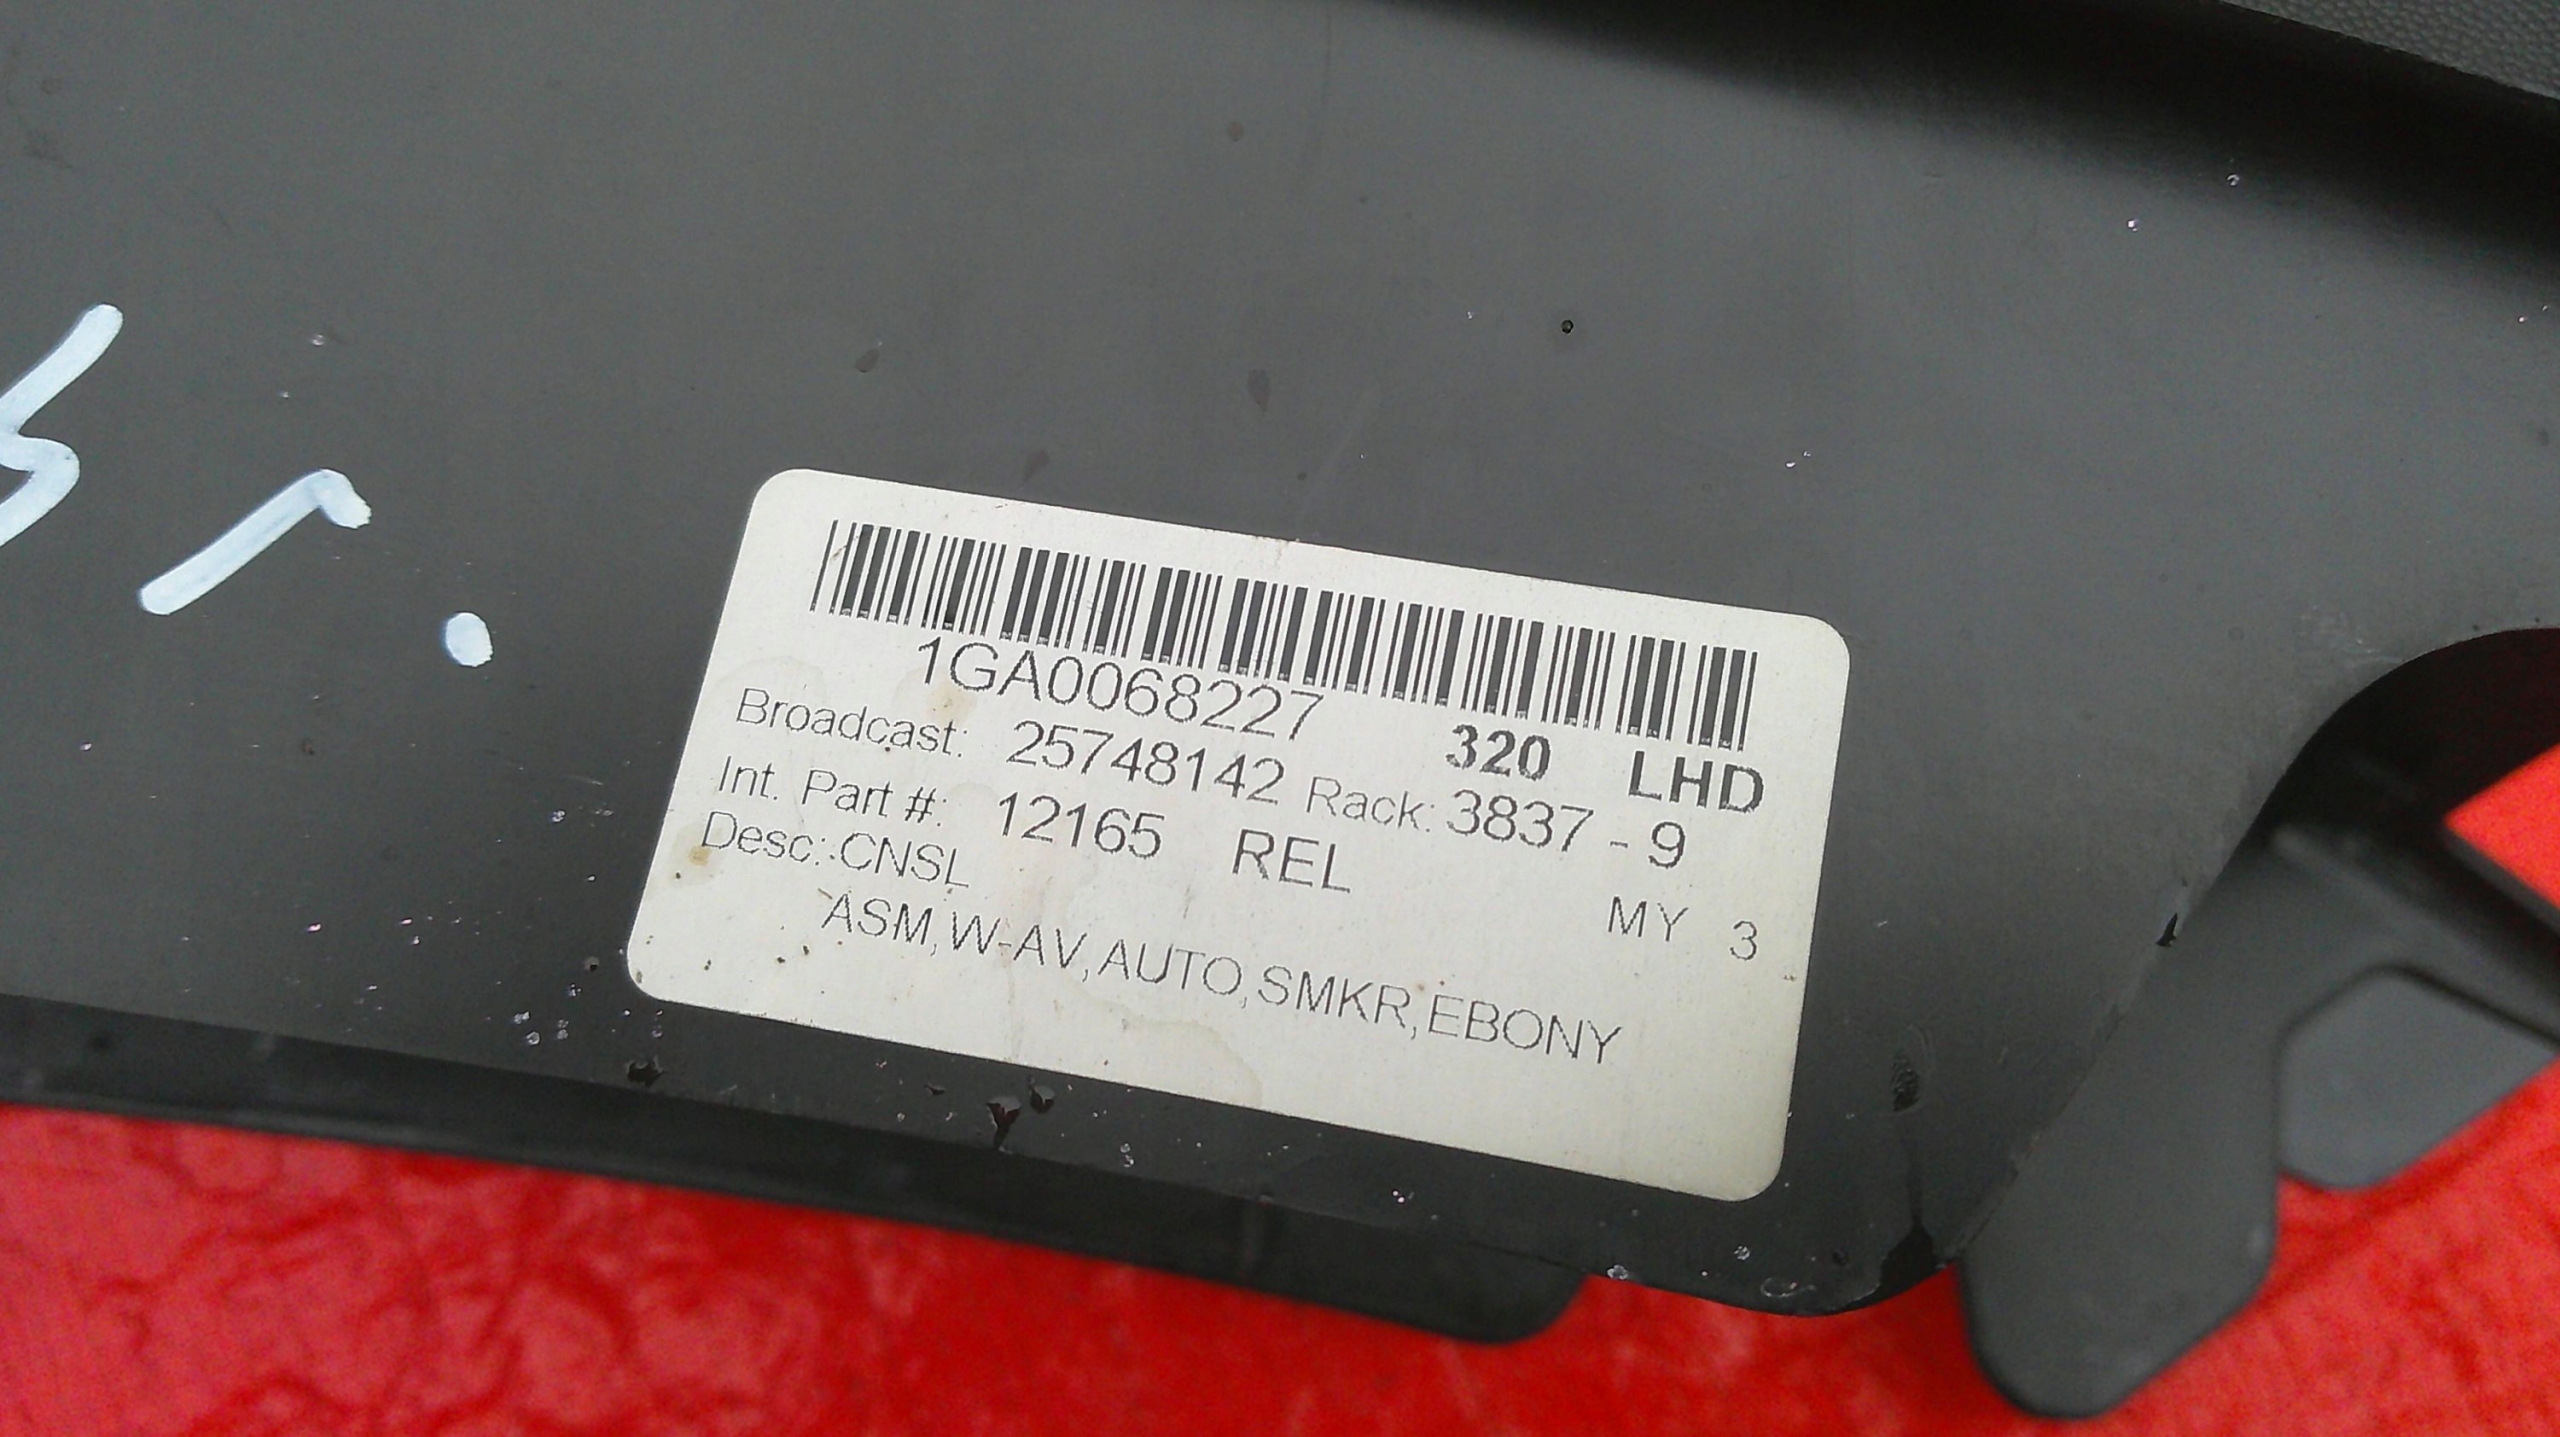 1GA0068227 320 LHD
Broadcast: 25748142 Rack: 3837 - 9
Int. Part #: 12165 REL MY 3
Desc: CNSL
ASM,W-AV,AUTO,SMKR,EBONY